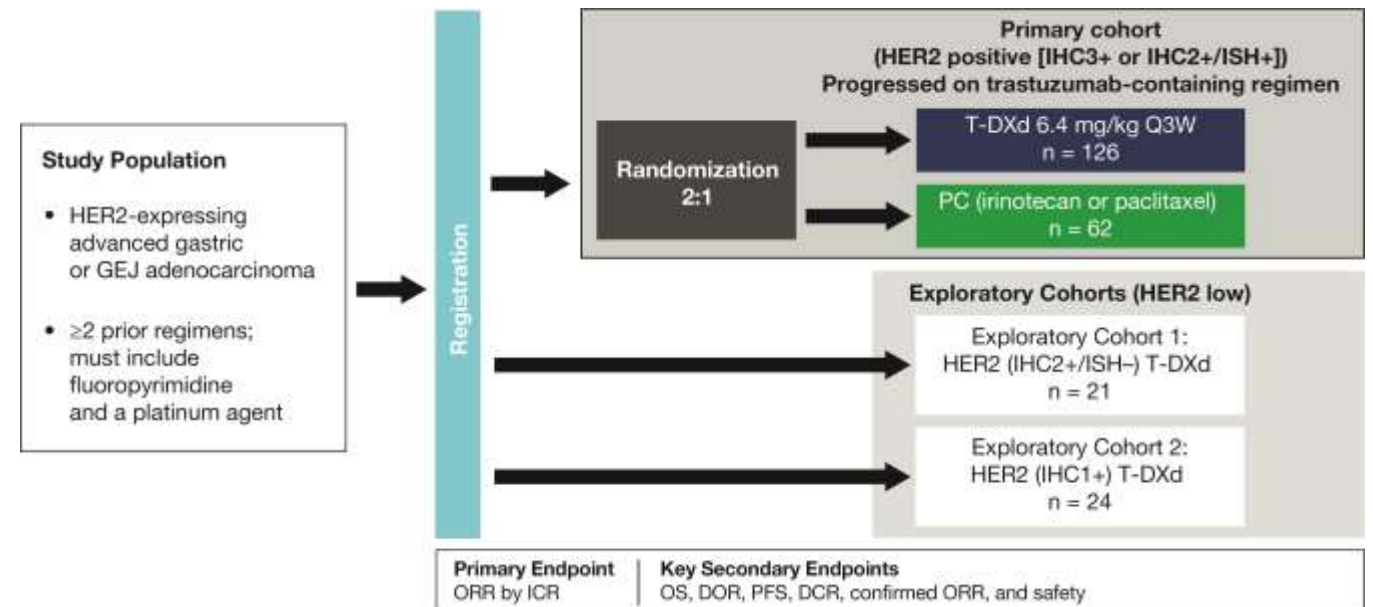 Study Population
• HER2-expressing
advanced gastric
or GEJ adenocarcinoma
• ≥2 prior regimens;
must include
fluoropyrimidine
and a platinum agent
Registration
Primary cohort
(HER2 positive [IHC3+ or IHC2+/ISH+])
Progressed on trastuzumab-containing regimen
Randomization
2:1
T-DXd 6.4 mg/kg Q3W
n = 126
PC (irinotecan or paclitaxel)
n = 62
Exploratory Cohorts (HER2 low)
Exploratory Cohort 1:
HER2 (IHC2+/ISH–) T-DXd
n = 21
Exploratory Cohort 2:
HER2 (IHC1+) T-DXd
n = 24
Primary Endpoint
ORR by ICR
Key Secondary Endpoints
OS, DOR, PFS, DCR, confirmed ORR, and safety